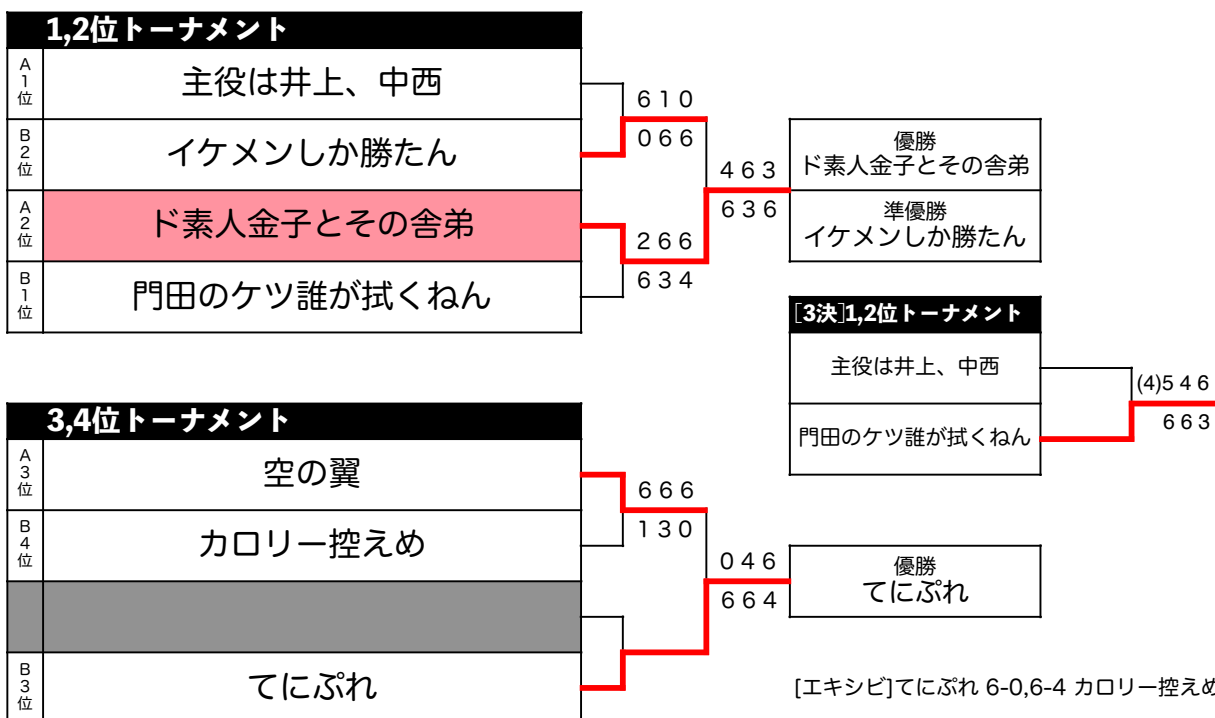 1,2位トーナメント
A1位 主役は井上、中西
B2位 イケメンしか勝たん
A2位 ド素人金子とその舎弟
B1位 門田のケツ誰が拭くねん
6 1 0
0 6 6
2 6 6
6 3 4
4 6 3
6 3 6
優勝
ド素人金子とその舎弟
準優勝
イケメンしか勝たん
[3決]1,2位トーナメント
主役は井上、中西
門田のケツ誰が拭くねん
(4)5 4 6
6 6 3
3,4位トーナメント
A3位 空の翼
B4位 カロリー控えめ
B3位 てにぷれ
6 6 6
1 3 0
0 4 6
6 6 4
優勝
てにぷれ
[エキシビ]てにぷれ 6-0,6-4 カロリー控えめ